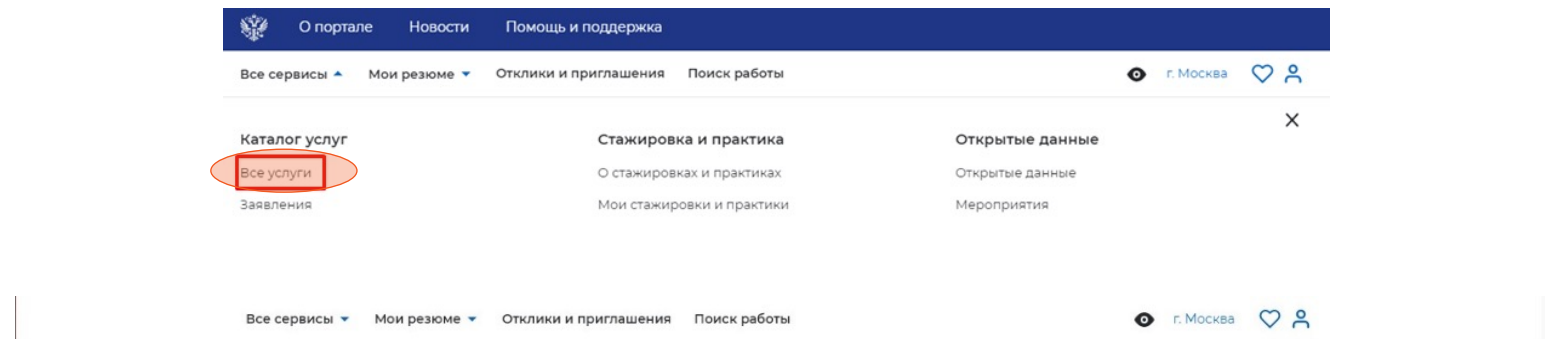 О портале Новости Помощь и поддержка
Все сервисы Мои резюме Отклики и приглашения Поиск работы г. Москва
Каталог услуг Стажировка и практика Открытые данные
Все услуги О стажировках и практиках Открытые данные
Заявления Мои стажировки и практики Мероприятия
Все сервисы Мои резюме Отклики и приглашения Поиск работы г. Москва